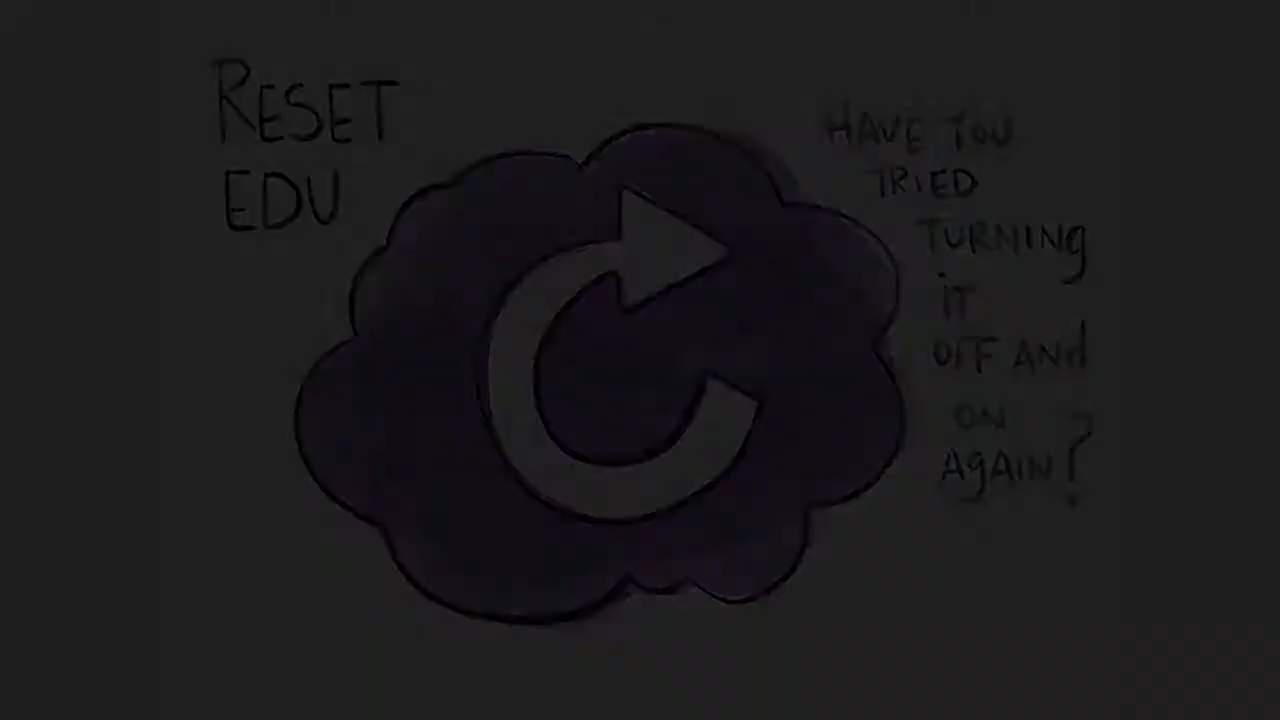 RESET
EDU
HAVE YOU
TRIED
TURNING
iT
OFF AND
ON
AGAIN?